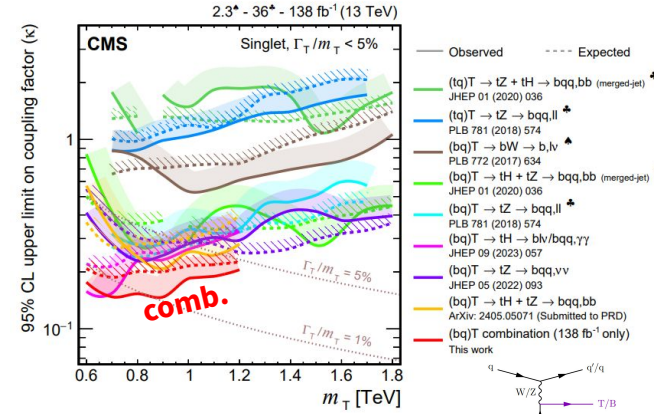 2.3♠ - 36♣ - 138 fb⁻¹ (13 TeV)
CMS
Singlet, Γ_T/m_T < 5%
95% CL upper limit on coupling factor (κ)
1
10⁻¹
Γ_T/m_T = 5%
Γ_T/m_T = 1%
comb.
0.6 0.8 1 1.2 1.4 1.6 1.8
m_T [TeV]
Observed Expected
(tq)T → tZ + tH → bqq,bb (merged-jet) ♣
JHEP 01 (2020) 036
(tq)T → tZ → bqq,ll ♣
PLB 781 (2018) 574
(bq)T → bW → b,lv ♠
PLB 772 (2017) 634
(bq)T → tH + tZ → bqq,bb (merged-jet)
JHEP 01 (2020) 036
(bq)T → tZ → bqq,ll ♣
PLB 781 (2018) 574
(bq)T → tH → blv/bqq,γγ
JHEP 09 (2023) 057
(bq)T → tZ → bqq,νν
JHEP 05 (2022) 093
(bq)T → tH + tZ → bqq,bb
ArXiv: 2405.05071 (Submitted to PRD)
(bq)T combination (138 fb⁻¹ only)
This work
q
q'/q
W/Z
T/B